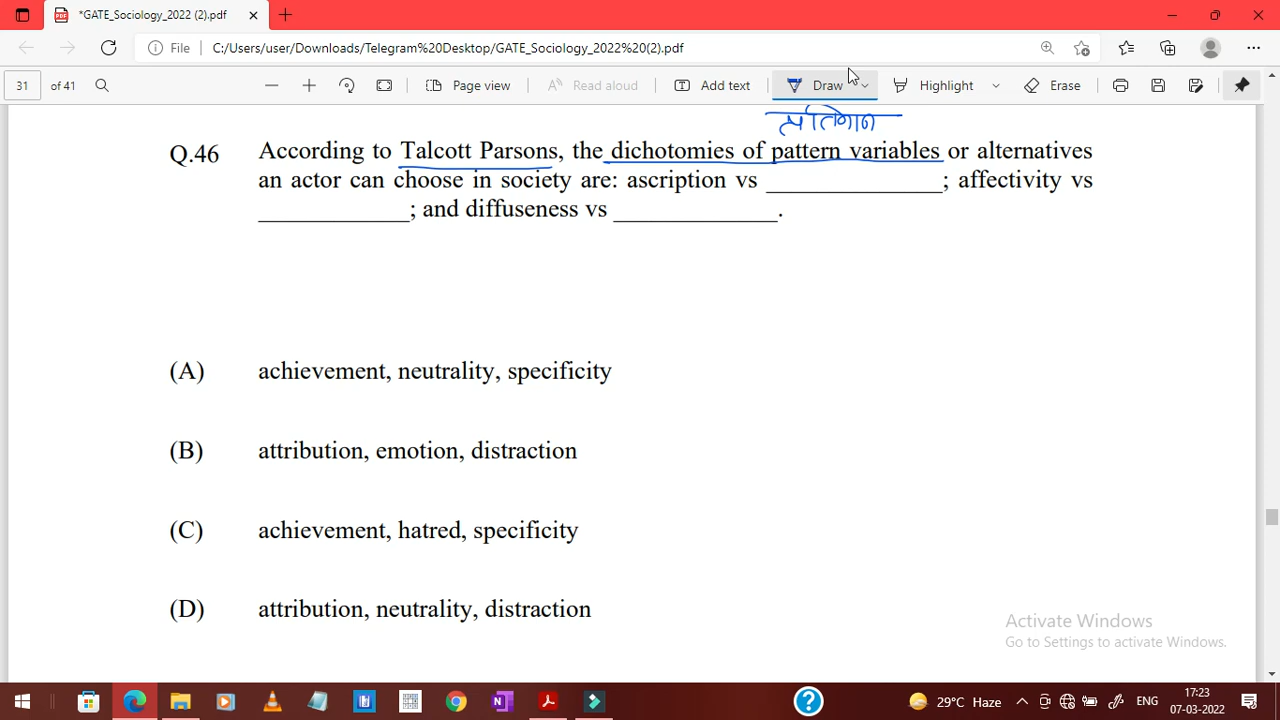 *GATE_Sociology_2022 (2).pdf
File C:/Users/user/Downloads/Telegram%20Desktop/GATE_Sociology_2022%20(2).pdf
31 of 41 Page view Read aloud Add text Draw Highlight Erase
प्रतिमान
Q.46 According to Talcott Parsons, the dichotomies of pattern variables or alternatives
an actor can choose in society are: ascription vs ______________; affectivity vs
____________; and diffuseness vs _____________.
(A) achievement, neutrality, specificity
(B) attribution, emotion, distraction
(C) achievement, hatred, specificity
(D) attribution, neutrality, distraction
Activate Windows
Go to Settings to activate Windows.
29°C Haze ENG 17:23
07-03-2022